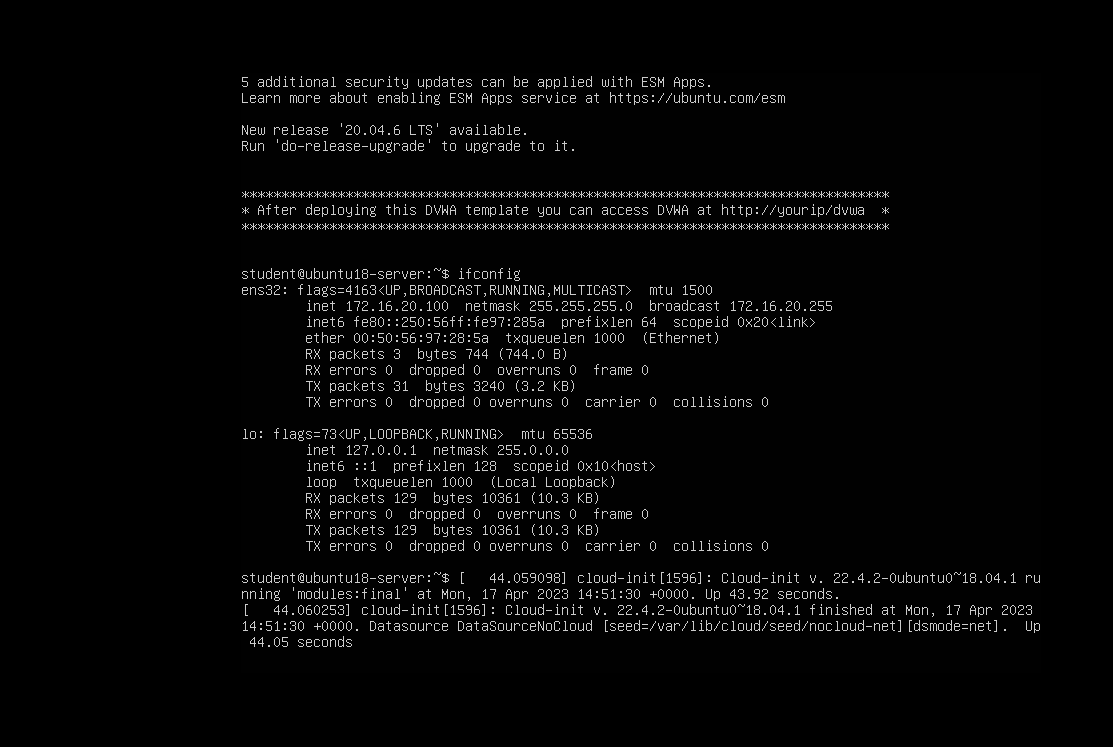 5 additional security updates can be applied with ESM Apps.
Learn more about enabling ESM Apps service at https://ubuntu.com/esm
New release '20.04.6 LTS' available.
Run 'do-release-upgrade' to upgrade to it.
*********************************************************************************
* After deploying this DVWA template you can access DVWA at http://yourip/dvwa  *
*********************************************************************************
student@ubuntu18-server:~$ ifconfig
ens32: flags=4163<UP,BROADCAST,RUNNING,MULTICAST>  mtu 1500
        inet 172.16.20.100  netmask 255.255.255.0  broadcast 172.16.20.255
        inet6 fe80::250:56ff:fe97:285a  prefixlen 64  scopeid 0x20<link>
        ether 00:50:56:97:28:5a  txqueuelen 1000  (Ethernet)
        RX packets 3  bytes 744 (744.0 B)
        RX errors 0  dropped 0  overruns 0  frame 0
        TX packets 31  bytes 3240 (3.2 KB)
        TX errors 0  dropped 0 overruns 0  carrier 0  collisions 0
lo: flags=73<UP,LOOPBACK,RUNNING>  mtu 65536
        inet 127.0.0.1  netmask 255.0.0.0
        inet6 ::1  prefixlen 128  scopeid 0x10<host>
        loop  txqueuelen 1000  (Local Loopback)
        RX packets 129  bytes 10361 (10.3 KB)
        RX errors 0  dropped 0  overruns 0  frame 0
        TX packets 129  bytes 10361 (10.3 KB)
        TX errors 0  dropped 0 overruns 0  carrier 0  collisions 0
student@ubuntu18-server:~$ [   44.059098] cloud-init[1596]: Cloud-init v. 22.4.2-0ubuntu0~18.04.1 ru
nning 'modules:final' at Mon, 17 Apr 2023 14:51:30 +0000. Up 43.92 seconds.
[   44.060253] cloud-init[1596]: Cloud-init v. 22.4.2-0ubuntu0~18.04.1 finished at Mon, 17 Apr 2023
14:51:30 +0000. Datasource DataSourceNoCloud [seed=/var/lib/cloud/seed/nocloud-net][dsmode=net].  Up
 44.05 seconds